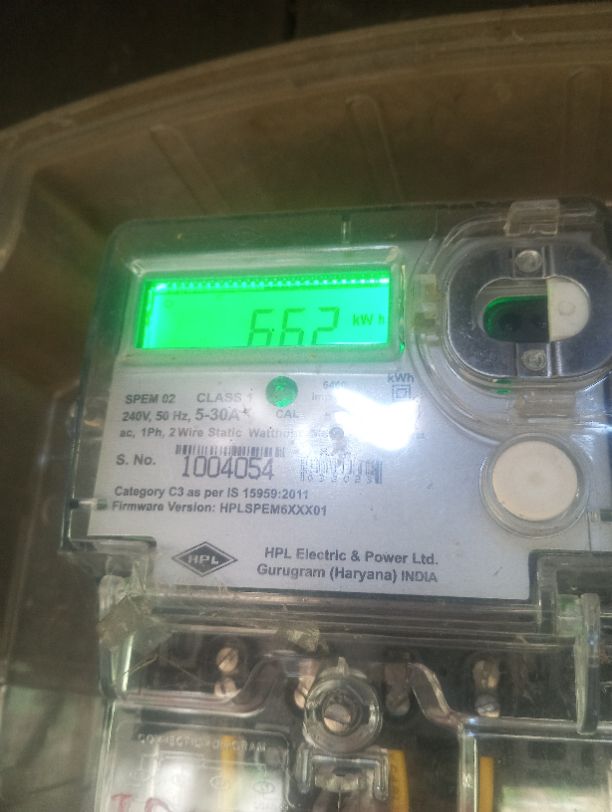 662 kWh
SPEM 02 CLASS 1 kWh
240V, 50 Hz, 5-30A CAL
ac, 1Ph, 2 Wire Static
S. No. 1004054
Category C3 as per IS 15959:2011
Firmware Version: HPLSPEM6XXX01
HPL
HPL Electric & Power Ltd.
Gurugram (Haryana) INDIA